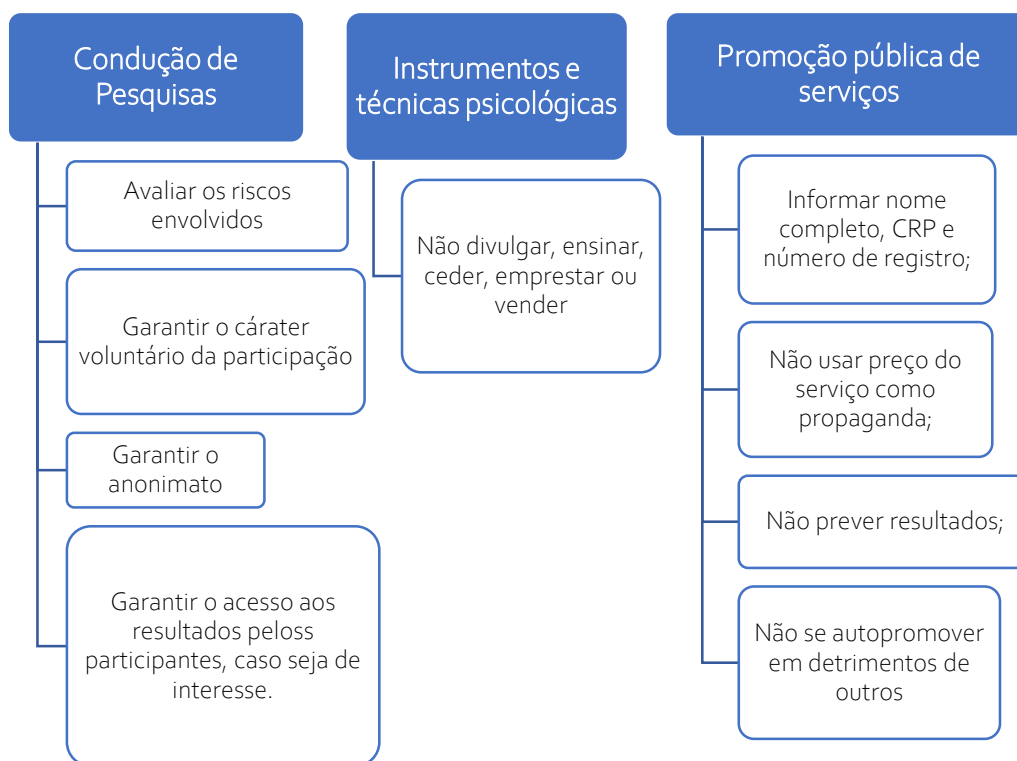 Condução de
Pesquisas
Avaliar os riscos
envolvidos
Garantir o cárater
voluntário da participação
Garantir o
anonimato
Garantir o acesso aos
resultados peloss
participantes, caso seja de
interesse.
Instrumentos e
técnicas psicológicas
Não divulgar, ensinar,
ceder, emprestar ou
vender
Promoção pública de
serviços
Informar nome
completo, CRP e
número de registro;
Não usar preço do
serviço como
propaganda;
Não prever resultados;
Não se autopromover
em detrimentos de
outros